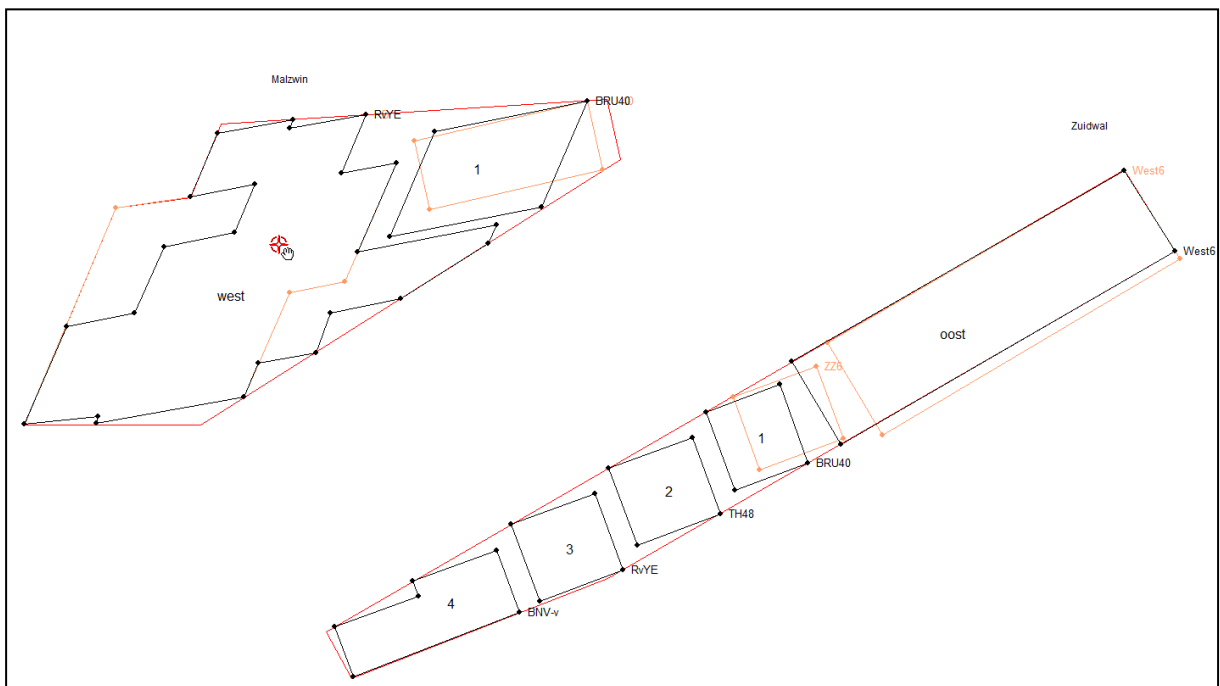 Malzwin
RvYE
BRU40
1
west
Zuidwal
West6
West6
oost
ZZ6
1
BRU40
2
TH48
3
RvYE
4
BNV-v